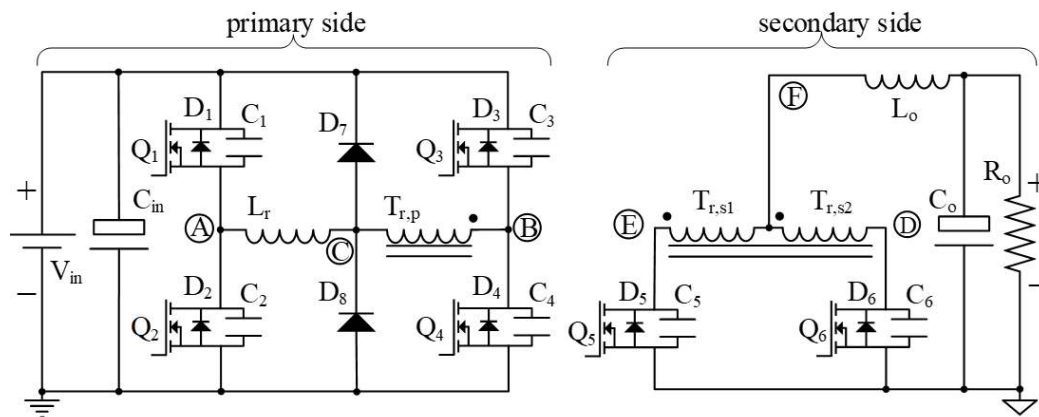 primary side
secondary side
F
D₁
C₁
D₇
D₃
C₃
Lₒ
Q₁
Q₃
+
Cᵢₙ
A
Lᵣ
C
Tᵣ,ₚ
B
E
Tᵣ,ₛ₁
Tᵣ,ₛ₂
D
Cₒ
Rₒ
+
Vᵢₙ
−
D₂
C₂
D₈
D₄
C₄
D₅
C₅
D₆
C₆
−
Q₂
Q₄
Q₅
Q₆